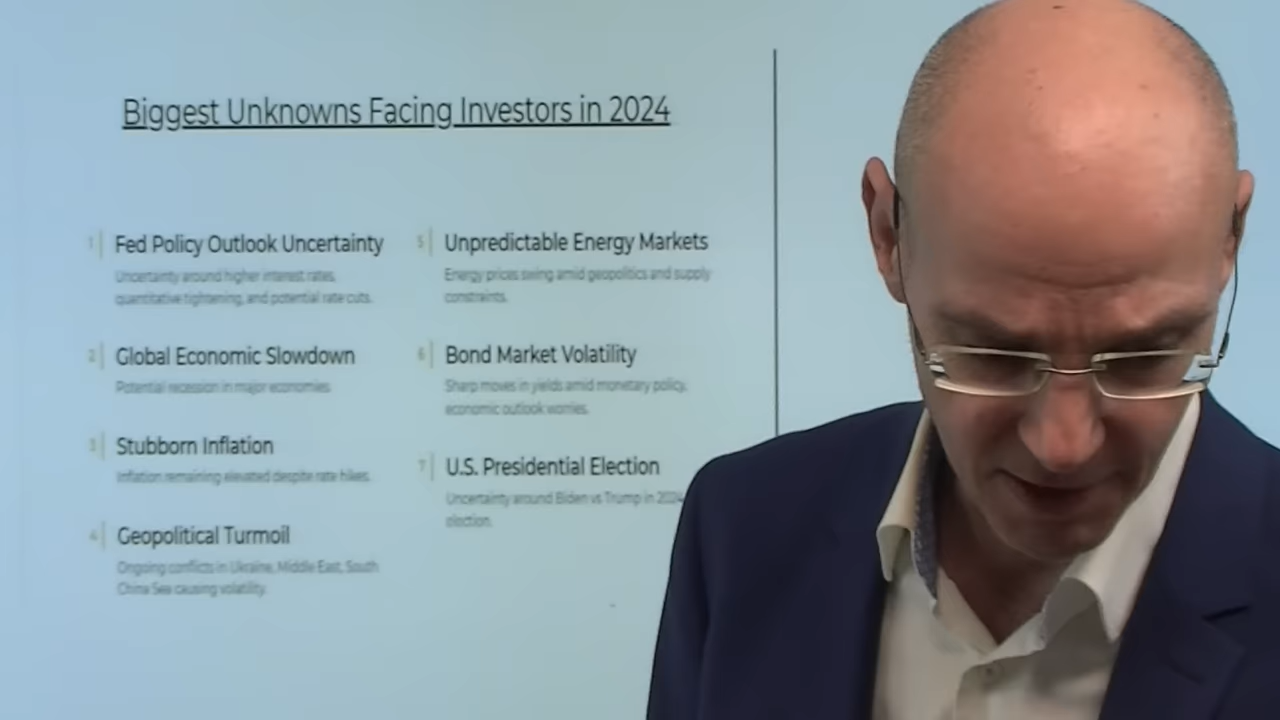 Biggest Unknowns Facing Investors in 2024
1 Fed Policy Outlook Uncertainty
Uncertainty around higher interest rates,
quantitative tightening, and potential rate cuts.
2 Global Economic Slowdown
Potential recession in major economies.
3 Stubborn Inflation
Inflation remaining elevated despite rate hikes.
4 Geopolitical Turmoil
Ongoing conflicts in Ukraine, Middle East, South
China Sea causing volatility.
5 Unpredictable Energy Markets
Energy prices swing amid geopolitics and supply
constraints.
6 Bond Market Volatility
Sharp moves in yields amid monetary policy,
economic outlook worries.
7 U.S. Presidential Election
Uncertainty around Biden vs Trump in 2024
election.